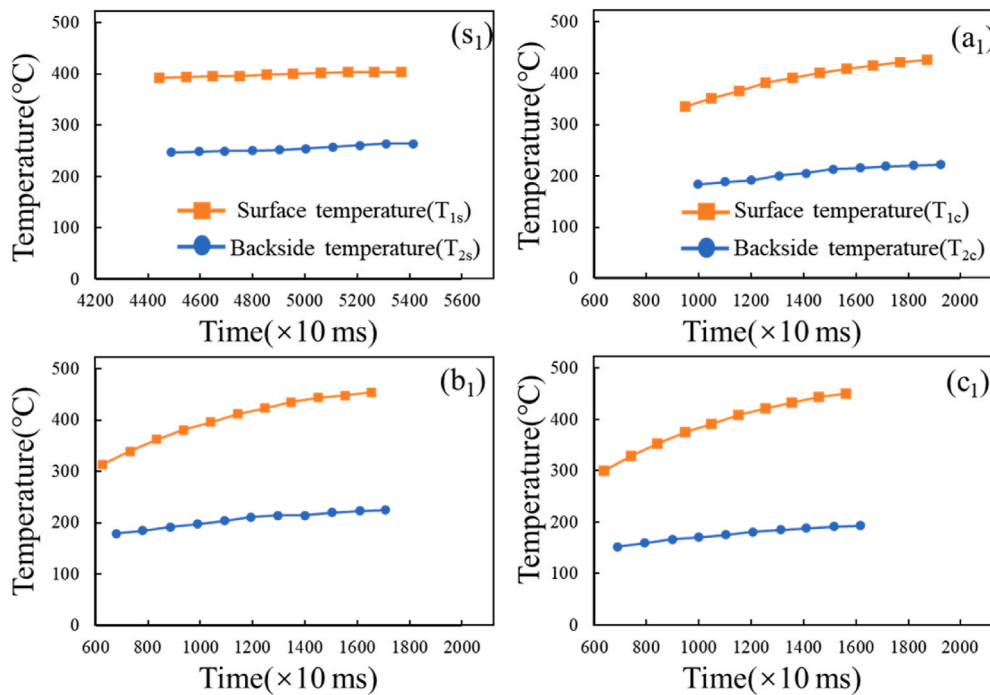 (s1)
Temperature(°C)
500
400
300
200
100
0
Surface temperature(T1s)
Backside temperature(T2s)
4200 4400 4600 4800 5000 5200 5400 5600
Time(×10 ms)
(a1)
Temperature(°C)
500
400
300
200
100
0
Surface temperature(T1c)
Backside temperature(T2c)
600 800 1000 1200 1400 1600 1800 2000
Time(×10 ms)
(b1)
Temperature(°C)
500
400
300
200
100
0
600 800 1000 1200 1400 1600 1800 2000
Time(×10 ms)
(c1)
Temperature(°C)
500
400
300
200
100
0
600 800 1000 1200 1400 1600 1800 2000
Time(×10 ms)